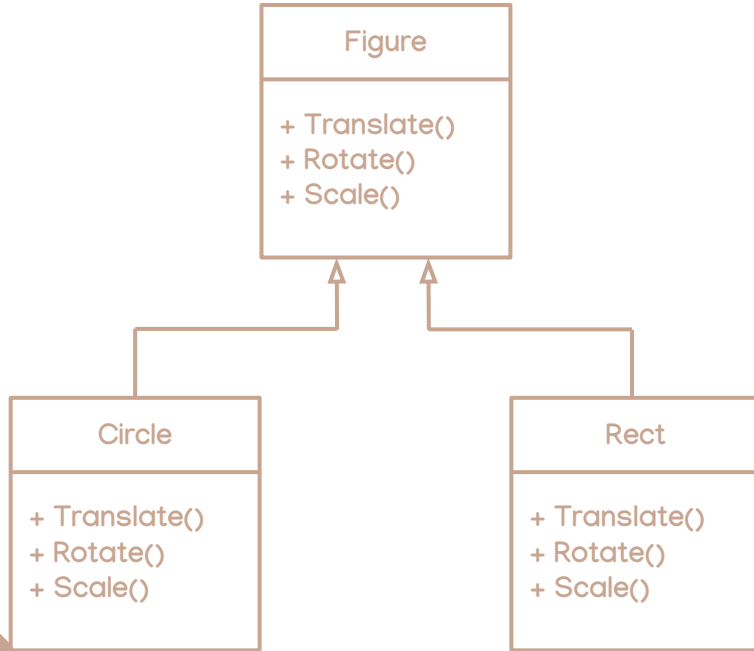 Figure
+ Translate()
+ Rotate()
+ Scale()
Circle
+ Translate()
+ Rotate()
+ Scale()
Rect
+ Translate()
+ Rotate()
+ Scale()